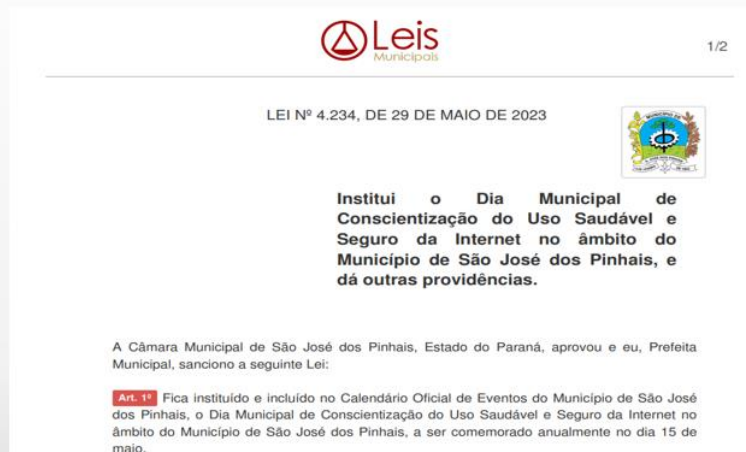 Leis
Municipais
1/2
LEI Nº 4.234, DE 29 DE MAIO DE 2023
Institui o Dia Municipal de
Conscientização do Uso Saudável e
Seguro da Internet no âmbito do
Município de São José dos Pinhais, e
dá outras providências.
A Câmara Municipal de São José dos Pinhais, Estado do Paraná, aprovou e eu, Prefeita
Municipal, sanciono a seguinte Lei:
Art. 1º Fica instituído e incluído no Calendário Oficial de Eventos do Município de São José
dos Pinhais, o Dia Municipal de Conscientização do Uso Saudável e Seguro da Internet no
âmbito do Município de São José dos Pinhais, a ser comemorado anualmente no dia 15 de
maio.